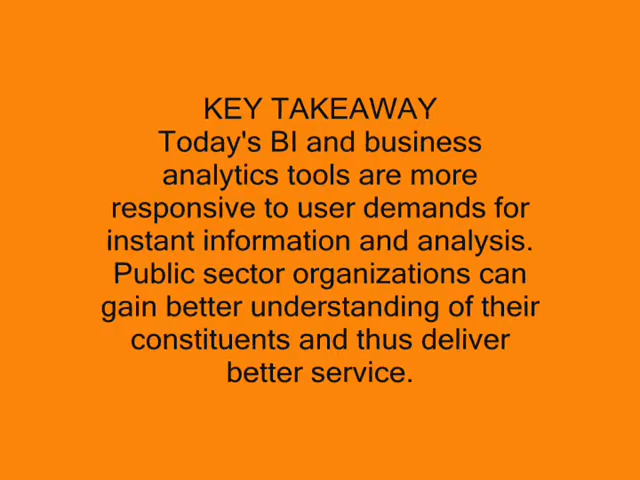 KEY TAKEAWAY
Today's BI and business
analytics tools are more
responsive to user demands for
instant information and analysis.
Public sector organizations can
gain better understanding of their
constituents and thus deliver
better service.